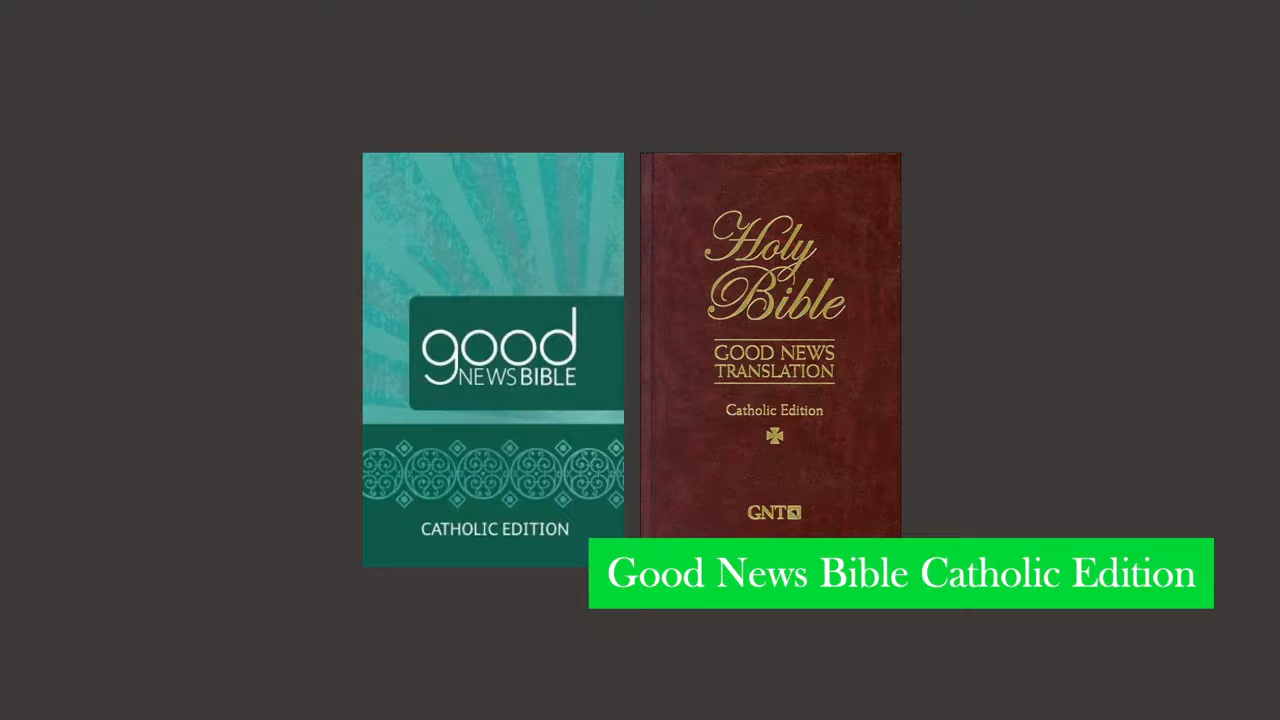 good
NEWS BIBLE
CATHOLIC EDITION
Holy
Bible
GOOD NEWS
TRANSLATION
Catholic Edition
GNT
Good News Bible Catholic Edition